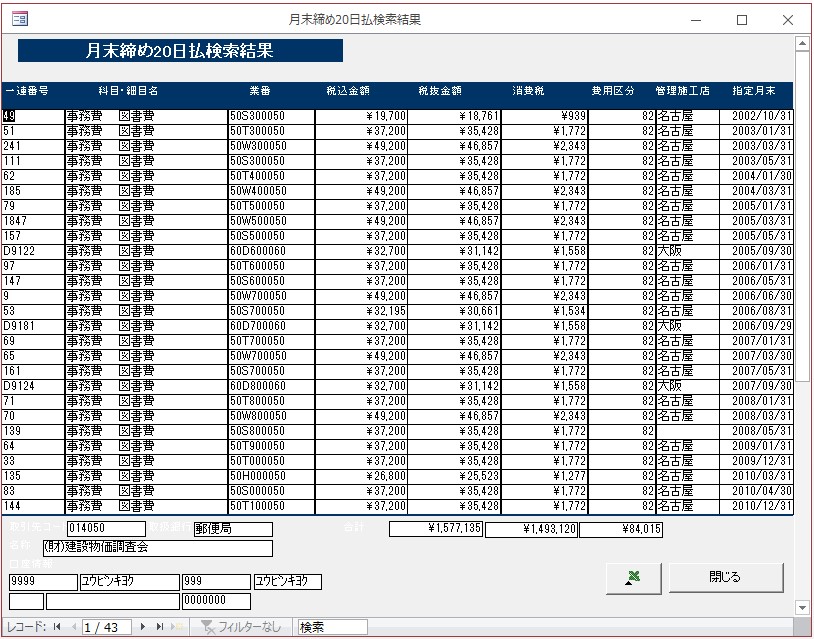 月末締め20日払検索結果
月末締め20日払検索結果
一連番号 科目・細目名 業番 税込金額 税抜金額 消費税 費用区分 管理施工店 指定月末
49 事務費 図書費 50S300050 ¥19,700 ¥18,761 ¥939 82 名古屋 2002/10/31
51 事務費 図書費 50T300050 ¥37,200 ¥35,428 ¥1,772 82 名古屋 2003/01/31
241 事務費 図書費 50W300050 ¥49,200 ¥46,857 ¥2,343 82 名古屋 2003/03/31
111 事務費 図書費 50S300050 ¥37,200 ¥35,428 ¥1,772 82 名古屋 2003/05/31
62 事務費 図書費 50T400050 ¥37,200 ¥35,428 ¥1,772 82 名古屋 2004/01/30
185 事務費 図書費 50W400050 ¥49,200 ¥46,857 ¥2,343 82 名古屋 2004/03/31
79 事務費 図書費 50T500050 ¥37,200 ¥35,428 ¥1,772 82 名古屋 2005/01/31
1847 事務費 図書費 50W500050 ¥49,200 ¥46,857 ¥2,343 82 名古屋 2005/03/31
157 事務費 図書費 50S500050 ¥37,200 ¥35,428 ¥1,772 82 名古屋 2005/05/31
D9122 事務費 図書費 60D600060 ¥32,700 ¥31,142 ¥1,558 82 大阪 2005/09/30
97 事務費 図書費 50T600050 ¥37,200 ¥35,428 ¥1,772 82 名古屋 2006/01/31
147 事務費 図書費 50S600050 ¥37,200 ¥35,428 ¥1,772 82 名古屋 2006/05/31
9 事務費 図書費 50W700050 ¥49,200 ¥46,857 ¥2,343 82 名古屋 2006/06/30
53 事務費 図書費 50S700050 ¥32,195 ¥30,661 ¥1,534 82 名古屋 2006/08/31
D9181 事務費 図書費 60D700060 ¥32,700 ¥31,142 ¥1,558 82 大阪 2006/09/29
69 事務費 図書費 50T700050 ¥37,200 ¥35,428 ¥1,772 82 名古屋 2007/01/31
65 事務費 図書費 50W700050 ¥49,200 ¥46,857 ¥2,343 82 名古屋 2007/03/30
161 事務費 図書費 50S700050 ¥37,200 ¥35,428 ¥1,772 82 名古屋 2007/05/31
D9124 事務費 図書費 60D800060 ¥32,700 ¥31,142 ¥1,558 82 大阪 2007/09/30
71 事務費 図書費 50T800050 ¥37,200 ¥35,428 ¥1,772 82 名古屋 2008/01/31
70 事務費 図書費 50W800050 ¥49,200 ¥46,857 ¥2,343 82 名古屋 2008/03/31
139 事務費 図書費 50S800050 ¥37,200 ¥35,428 ¥1,772 82 2008/05/31
64 事務費 図書費 50T900050 ¥37,200 ¥35,428 ¥1,772 82 名古屋 2009/01/31
33 事務費 図書費 50T000050 ¥37,200 ¥35,428 ¥1,772 82 名古屋 2009/12/31
135 事務費 図書費 50H000050 ¥26,800 ¥25,523 ¥1,277 82 名古屋 2010/03/31
83 事務費 図書費 50S000050 ¥37,200 ¥35,428 ¥1,772 82 名古屋 2010/04/30
144 事務費 図書費 50T100050 ¥37,200 ¥35,428 ¥1,772 82 名古屋 2010/12/31
取引先コード 014050 郵便局 合計 ¥1,577,135 ¥1,493,120 ¥84,015
名称 (財)建設物価調査会
口座情報
9999 ユウビンキヨク 999 ユウビンキヨク
0000000 閉じる
レコード: 1 / 43 フィルターなし 検索